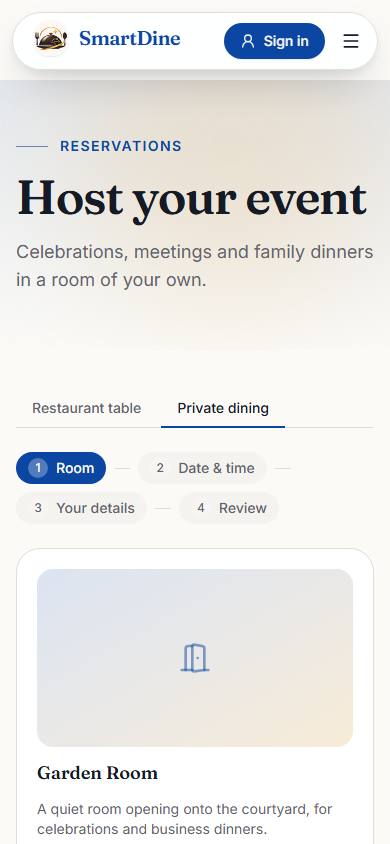 SmartDine
Sign in
RESERVATIONS
Host your event
Celebrations, meetings and family dinners
in a room of your own.
Restaurant table
Private dining
1 Room
2 Date & time
3 Your details
4 Review
Garden Room
A quiet room opening onto the courtyard, for
celebrations and business dinners.